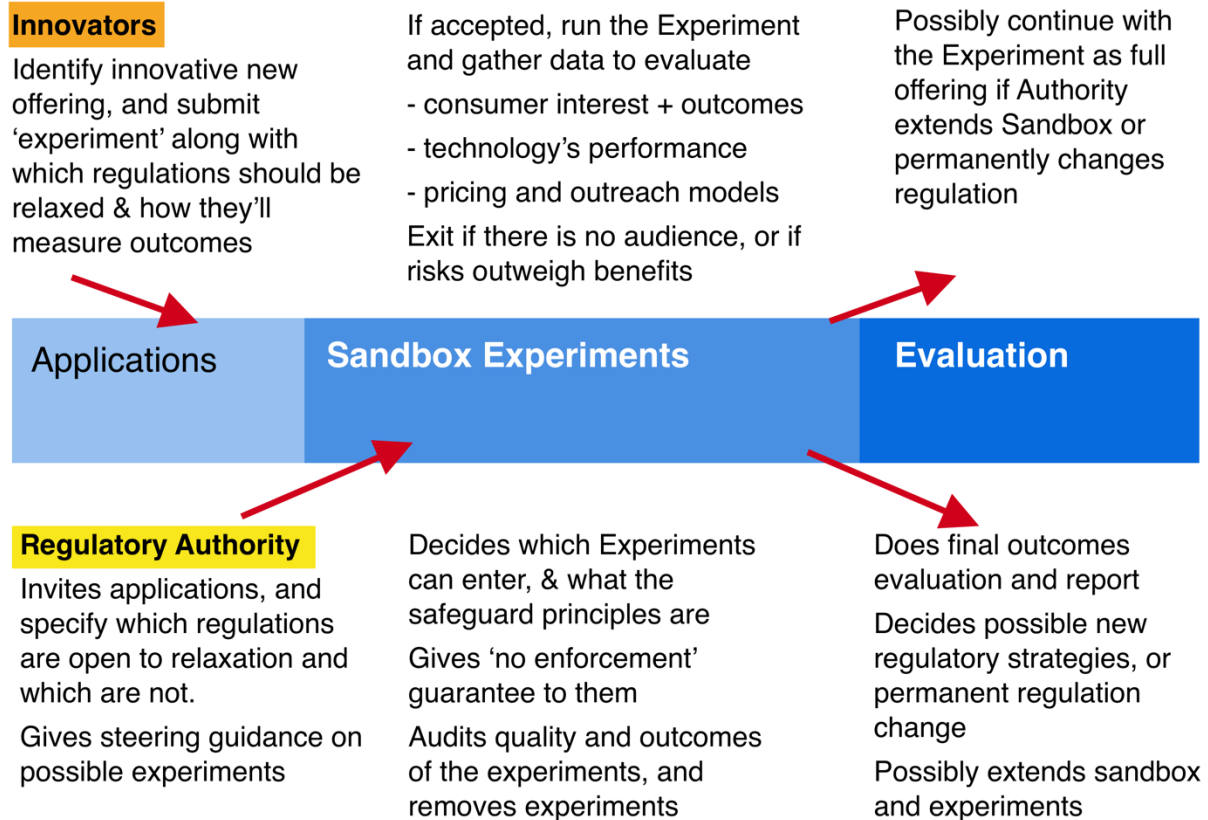 Innovators
Identify innovative new
offering, and submit
‘experiment’ along with
which regulations should be
relaxed & how they’ll
measure outcomes
If accepted, run the Experiment
and gather data to evaluate
- consumer interest + outcomes
- technology’s performance
- pricing and outreach models
Exit if there is no audience, or if
risks outweigh benefits
Possibly continue with
the Experiment as full
offering if Authority
extends Sandbox or
permanently changes
regulation
Applications
Sandbox Experiments
Evaluation
Regulatory Authority
Invites applications, and
specify which regulations
are open to relaxation and
which are not.
Gives steering guidance on
possible experiments
Decides which Experiments
can enter, & what the
safeguard principles are
Gives ‘no enforcement’
guarantee to them
Audits quality and outcomes
of the experiments, and
removes experiments
Does final outcomes
evaluation and report
Decides possible new
regulatory strategies, or
permanent regulation
change
Possibly extends sandbox
and experiments